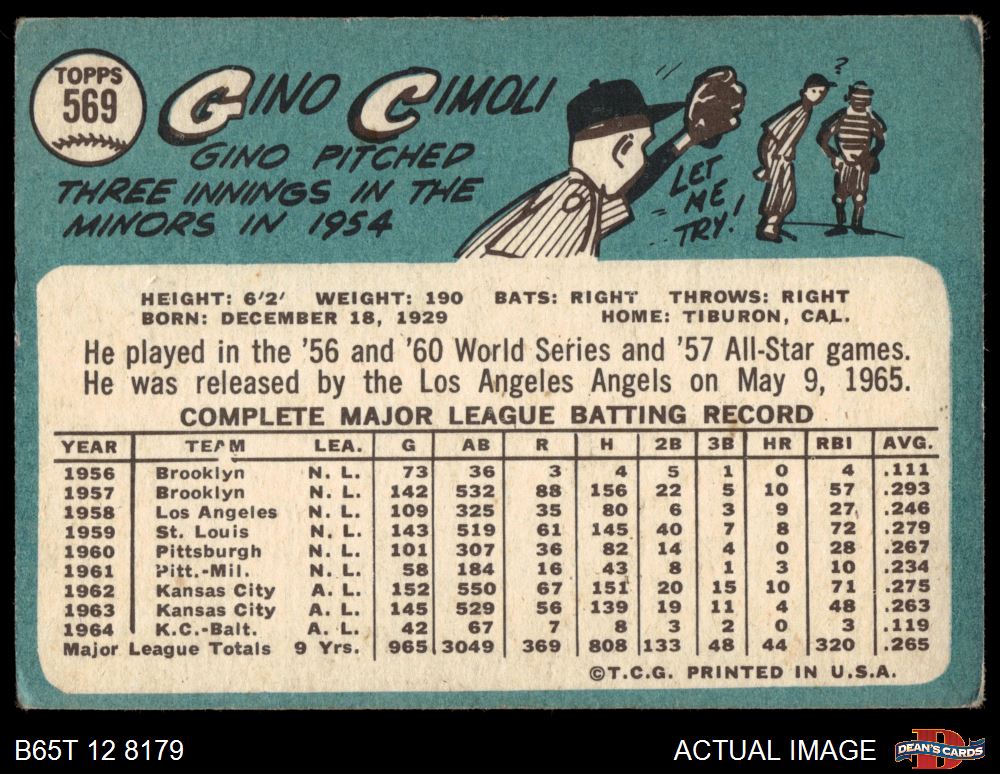 TOPPS
569
GINO CIMOLI
GINO PITCHED
THREE INNINGS IN THE
MINORS IN 1954
LET
ME
TRY!
?
HEIGHT: 6'2' WEIGHT: 190 BATS: RIGHT THROWS: RIGHT
BORN: DECEMBER 18, 1929 HOME: TIBURON, CAL.
He played in the '56 and '60 World Series and '57 All-Star games.
He was released by the Los Angeles Angels on May 9, 1965.
COMPLETE MAJOR LEAGUE BATTING RECORD
YEAR TEAM LEA. G AB R H 2B 3B HR RBI AVG.
1956 Brooklyn N. L. 73 36 3 4 5 1 0 4 .111
1957 Brooklyn N. L. 142 532 88 156 22 5 10 57 .293
1958 Los Angeles N. L. 109 325 35 80 6 3 9 27 .246
1959 St. Louis N. L. 143 519 61 145 40 7 8 72 .279
1960 Pittsburgh N. L. 101 307 36 82 14 4 0 28 .267
1961 Pitt.-Mil. N. L. 58 184 16 43 8 1 3 10 .234
1962 Kansas City A. L. 152 550 67 151 20 15 10 71 .275
1963 Kansas City A. L. 145 529 56 139 19 11 4 48 .263
1964 K.C.-Balt. A. L. 42 67 7 8 3 2 0 3 .119
Major League Totals 9 Yrs. 965 3049 369 808 133 48 44 320 .265
©T.C.G. PRINTED IN U.S.A.
B65T 12 8179 ACTUAL IMAGE D DEAN'S CARDS